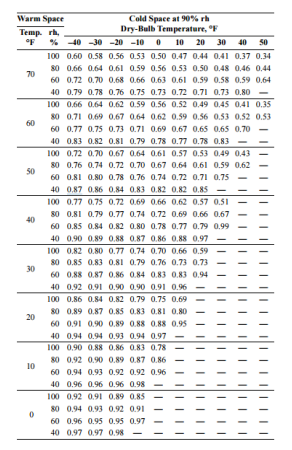 Warm Space Cold Space at 90% rh
Temp. rh, Dry-Bulb Temperature, °F
°F % −40 −30 −20 −10 0 10 20 30 40 50
100 0.60 0.58 0.56 0.53 0.50 0.47 0.44 0.41 0.37 0.34
80 0.66 0.64 0.61 0.59 0.56 0.53 0.50 0.48 0.46 0.44
70
60 0.72 0.70 0.68 0.66 0.63 0.61 0.59 0.58 0.59 0.64
40 0.79 0.78 0.76 0.75 0.73 0.72 0.71 0.73 0.80 —
100 0.66 0.64 0.62 0.59 0.56 0.52 0.49 0.45 0.41 0.35
80 0.71 0.69 0.67 0.64 0.62 0.59 0.56 0.53 0.52 0.53
60
60 0.77 0.75 0.73 0.71 0.69 0.67 0.65 0.65 0.70 —
40 0.83 0.82 0.81 0.79 0.78 0.77 0.78 0.83 — —
100 0.72 0.70 0.67 0.64 0.61 0.57 0.53 0.49 0.43 —
80 0.76 0.74 0.72 0.70 0.67 0.64 0.61 0.59 0.62 —
50
60 0.81 0.80 0.78 0.76 0.74 0.72 0.71 0.75 — —
40 0.87 0.86 0.84 0.83 0.82 0.82 0.85 — — —
100 0.77 0.75 0.72 0.69 0.66 0.62 0.57 0.51 — —
80 0.81 0.79 0.77 0.74 0.72 0.69 0.66 0.67 — —
40
60 0.85 0.84 0.82 0.80 0.78 0.77 0.79 0.99 — —
40 0.90 0.89 0.88 0.87 0.86 0.88 0.97 — — —
100 0.82 0.80 0.77 0.74 0.70 0.66 0.59 — — —
80 0.85 0.83 0.81 0.79 0.76 0.73 0.73 — — —
30
60 0.88 0.87 0.86 0.84 0.83 0.83 0.94 — — —
40 0.92 0.91 0.90 0.90 0.91 0.96 — — — —
100 0.86 0.84 0.82 0.79 0.75 0.69 — — — —
80 0.89 0.87 0.85 0.83 0.81 0.80 — — — —
20
60 0.91 0.90 0.89 0.88 0.88 0.95 — — — —
40 0.94 0.94 0.93 0.94 0.97 — — — — —
100 0.90 0.88 0.86 0.83 0.78 — — — — —
80 0.92 0.90 0.89 0.87 0.86 — — — — —
10
60 0.94 0.93 0.92 0.92 0.96 — — — — —
40 0.96 0.96 0.96 0.98 — — — — — —
100 0.92 0.91 0.89 0.85 — — — — — —
80 0.94 0.93 0.92 0.91 — — — — — —
0
60 0.96 0.95 0.95 0.97 — — — — — —
40 0.97 0.97 0.98 — — — — — — —